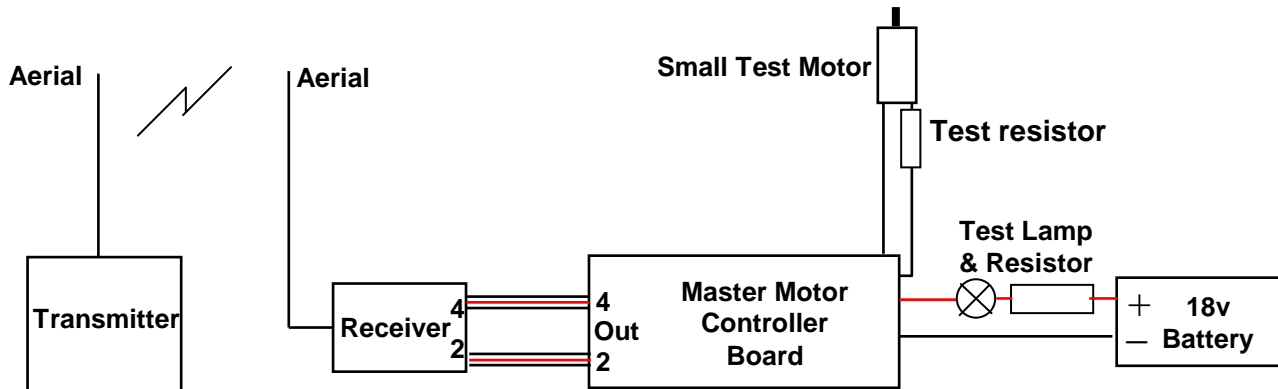 Aerial
Aerial
Small Test Motor
Test resistor
Test Lamp
& Resistor
Transmitter
Receiver
4
2
4
Out
2
Master Motor
Controller
Board
+
–
18v
Battery